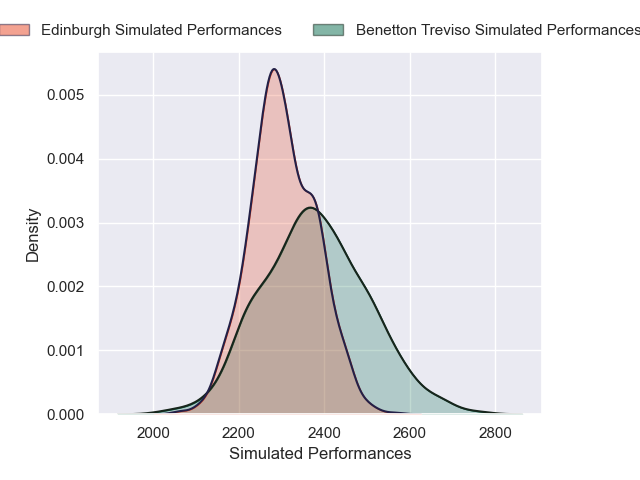 Edinburgh Simulated Performances Benetton Treviso Simulated Performances
0.005
0.004
0.003
0.002
0.001
0.000
2000 2200 2400 2600 2800
Density
Simulated Performances